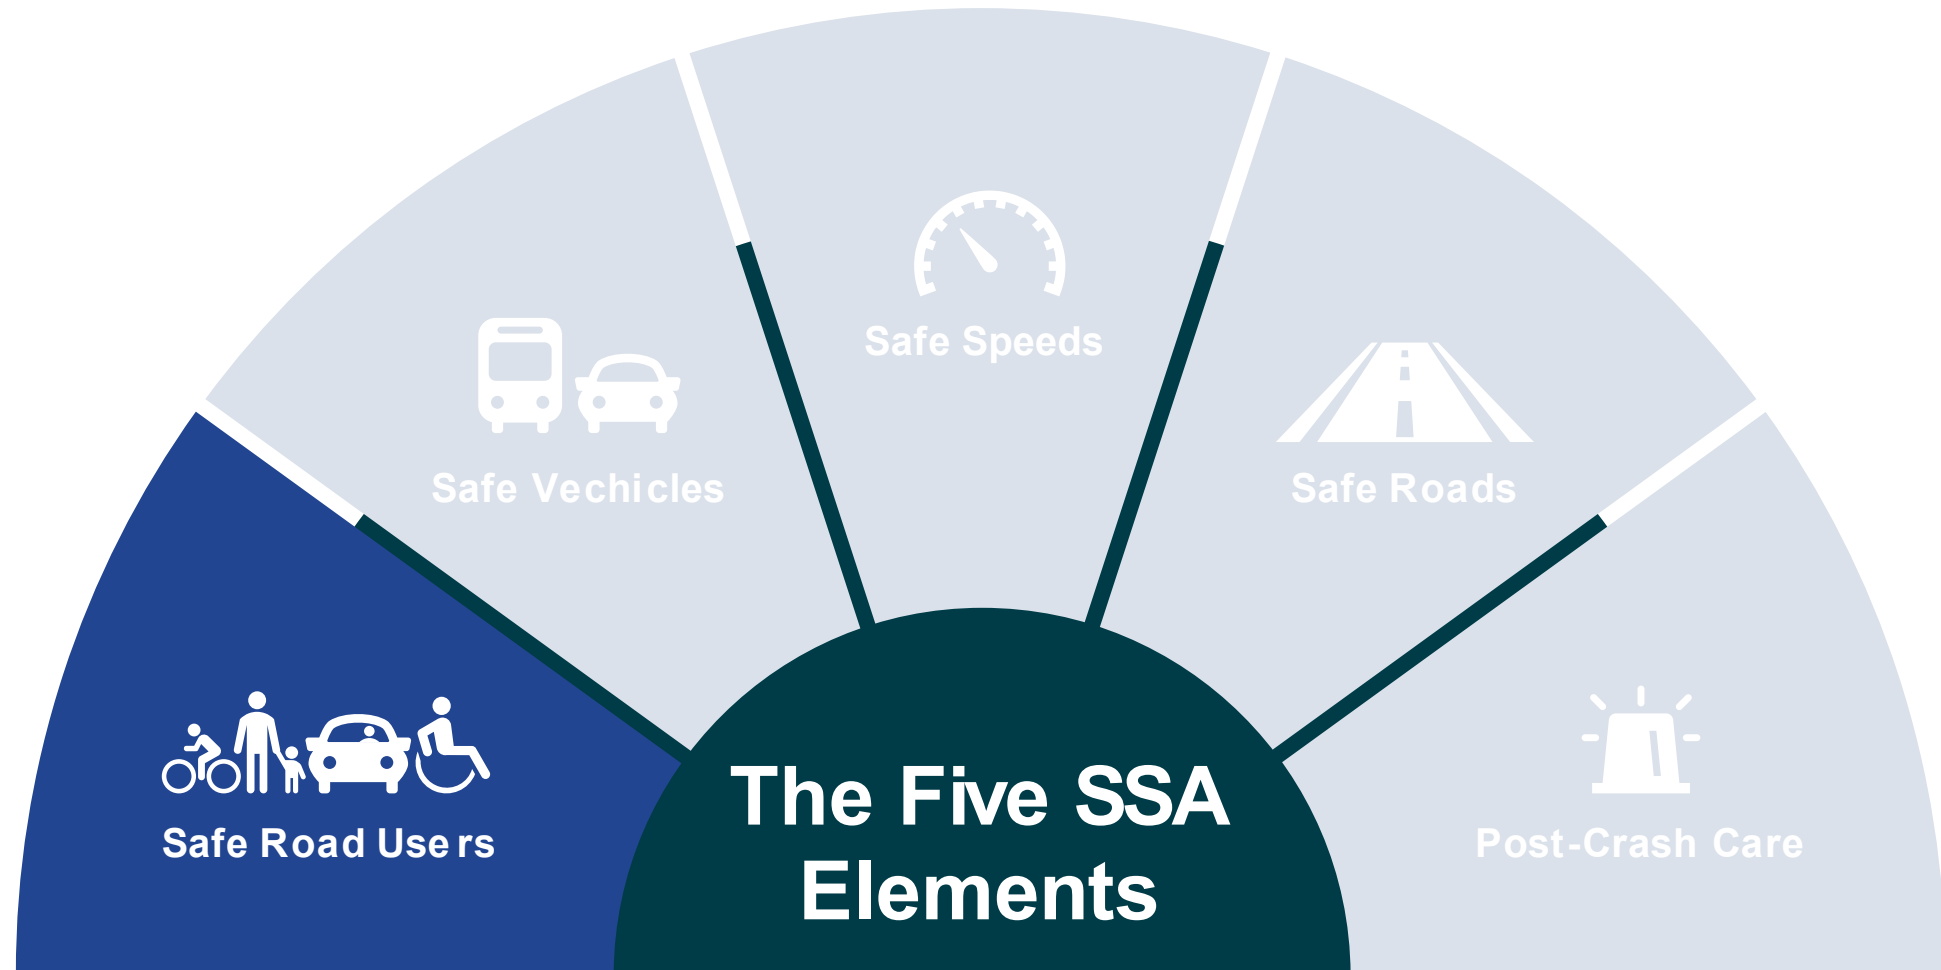 Safe Speeds
Safe Vechicles
Safe Roads
Safe Road Users
Post-Crash Care
The Five SSA
Elements